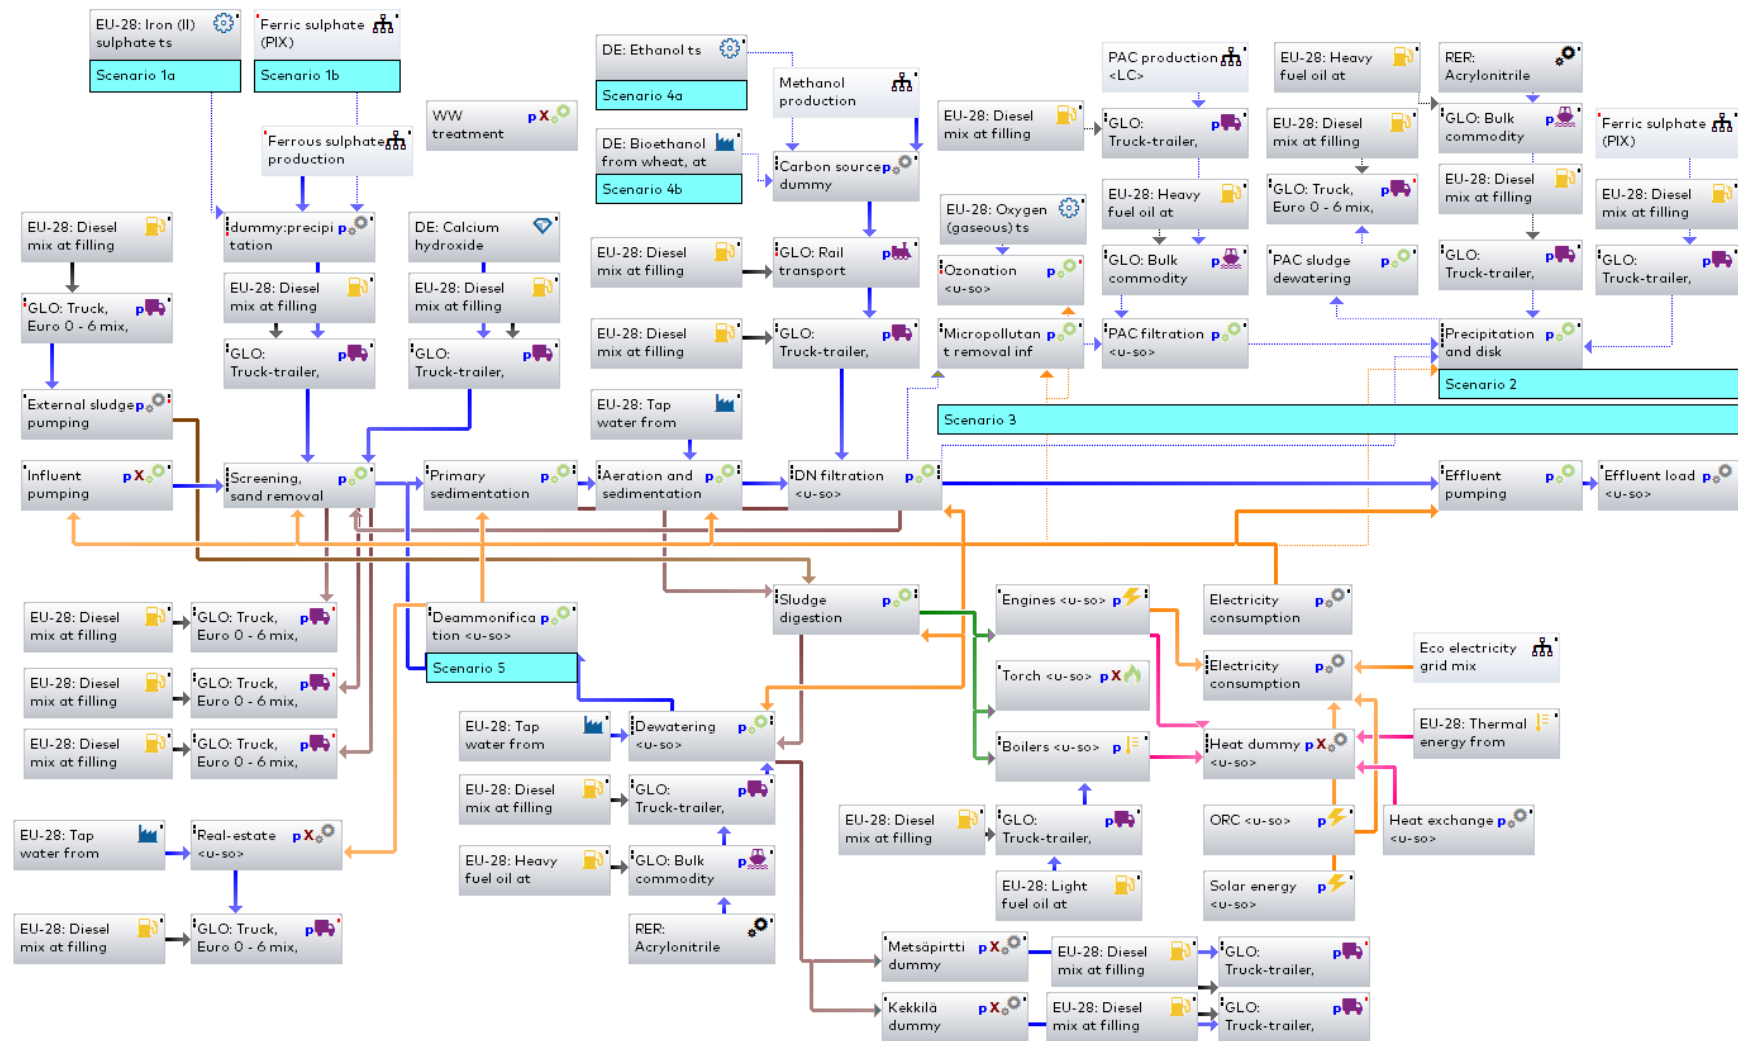 EU-28: Iron (II)
sulphate ts
Scenario 1a
Ferric sulphate
(PIX)
Scenario 1b
Ferrous sulphate
production
WW
treatment
p X
DE: Ethanol ts
Scenario 4a
DE: Bioethanol
from wheat, at
Scenario 4b
Methanol
production
Carbon source
dummy
p
EU-28: Diesel
mix at filling
PAC production
<LC>
GLO:
Truck-trailer,
p
EU-28: Heavy
fuel oil at
GLO: Bulk
commodity
p
EU-28: Heavy
fuel oil at
EU-28: Diesel
mix at filling
GLO: Truck,
Euro 0 - 6 mix,
p
PAC sludge
dewatering
p
RER:
Acrylonitrile
GLO: Bulk
commodity
p
EU-28: Diesel
mix at filling
GLO:
Truck-trailer,
p
Ferric sulphate
(PIX)
EU-28: Diesel
mix at filling
GLO:
Truck-trailer,
p
EU-28: Diesel
mix at filling
GLO: Truck,
Euro 0 - 6 mix,
p
External sludge
pumping
p
dummy:precipi
tation
p
EU-28: Diesel
mix at filling
GLO:
Truck-trailer,
p
DE: Calcium
hydroxide
EU-28: Diesel
mix at filling
GLO:
Truck-trailer,
p
EU-28: Diesel
mix at filling
GLO: Rail
transport
p
EU-28: Diesel
mix at filling
GLO:
Truck-trailer,
p
EU-28: Tap
water from
EU-28: Oxygen
(gaseous) ts
Ozonation
<u-so>
p
Micropollutan
t removal inf
p
PAC filtration
<u-so>
p
Precipitation
and disk
p
Scenario 2
Scenario 3
Influent
pumping
p X
Screening,
sand removal
p
Primary
sedimentation
p
Aeration and
sedimentation
p
DN filtration
<u-so>
p
Effluent
pumping
p
Effluent load
<u-so>
p
EU-28: Diesel
mix at filling
GLO: Truck,
Euro 0 - 6 mix,
p
EU-28: Diesel
mix at filling
GLO: Truck,
Euro 0 - 6 mix,
p
EU-28: Diesel
mix at filling
GLO: Truck,
Euro 0 - 6 mix,
p
Deammonifica
tion <u-so>
p
Scenario 5
Sludge
digestion
p
Engines <u-so>
p
Torch <u-so>
p X
Boilers <u-so>
p
Electricity
consumption
p
Electricity
consumption
p
Eco electricity
grid mix
EU-28: Thermal
energy from
Heat dummy
<u-so>
p X
EU-28: Tap
water from
Dewatering
<u-so>
p
EU-28: Diesel
mix at filling
GLO:
Truck-trailer,
p
EU-28: Heavy
fuel oil at
GLO: Bulk
commodity
p
RER:
Acrylonitrile
EU-28: Diesel
mix at filling
GLO:
Truck-trailer,
p
EU-28: Light
fuel oil at
ORC <u-so>
p
Heat exchange
<u-so>
p
Solar energy
<u-so>
p
EU-28: Tap
water from
Real-estate
<u-so>
p X
EU-28: Diesel
mix at filling
GLO: Truck,
Euro 0 - 6 mix,
p
Metsäpirtti
dummy
p X
EU-28: Diesel
mix at filling
GLO:
Truck-trailer,
p
Kekkilä
dummy
p X
EU-28: Diesel
mix at filling
GLO:
Truck-trailer,
p